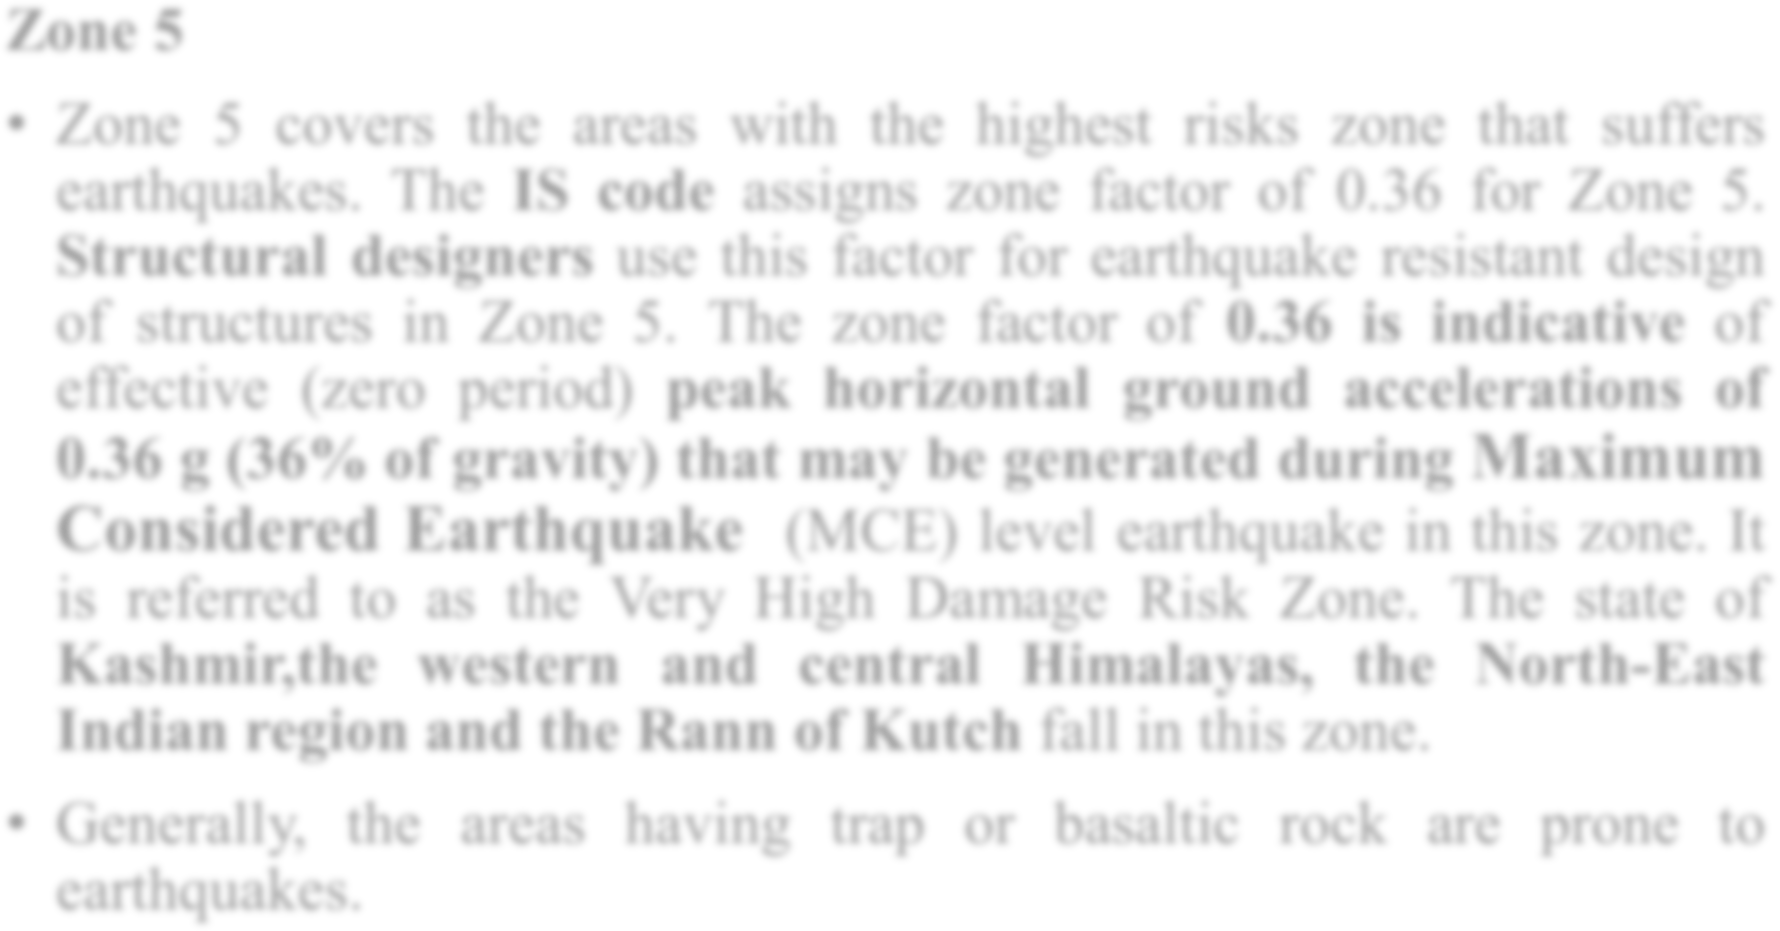 Zone 5
• Zone 5 covers the areas with the highest risks zone that suffers
earthquakes. The IS code assigns zone factor of 0.36 for Zone 5.
Structural designers use this factor for earthquake resistant design
of structures in Zone 5. The zone factor of 0.36 is indicative of
effective (zero period) peak horizontal ground accelerations of
0.36 g (36% of gravity) that may be generated during Maximum
Considered Earthquake (MCE) level earthquake in this zone. It
is referred to as the Very High Damage Risk Zone. The state of
Kashmir,the western and central Himalayas, the North-East
Indian region and the Rann of Kutch fall in this zone.
• Generally, the areas having trap or basaltic rock are prone to
earthquakes.